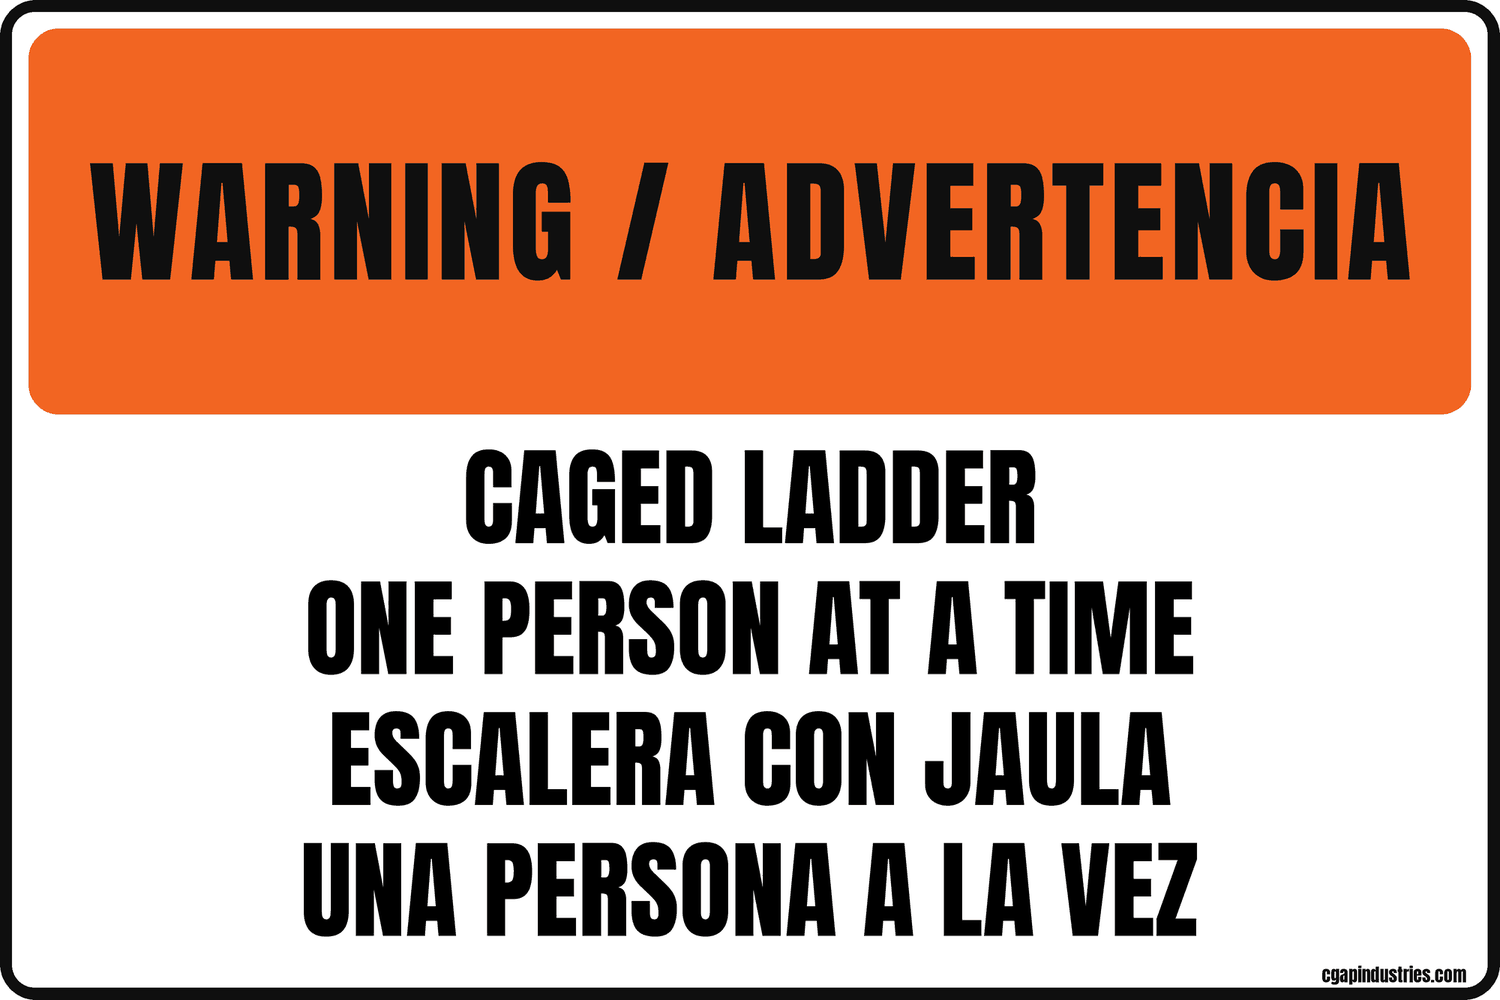 WARNING / ADVERTENCIA
CAGED LADDER
ONE PERSON AT A TIME
ESCALERA CON JAULA
UNA PERSONA A LA VEZ
cgapindustries.com